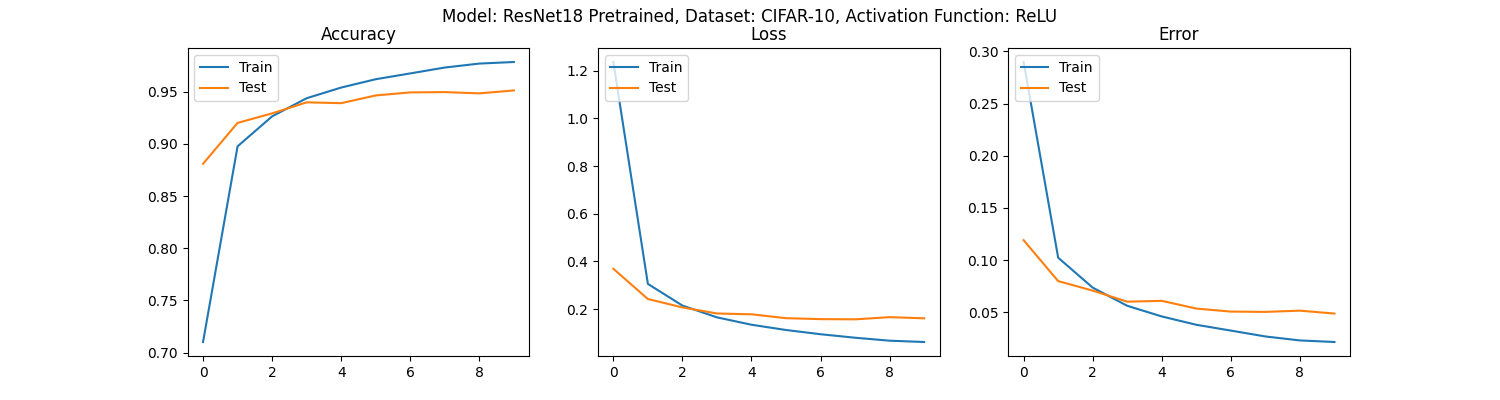 Model: ResNet18 Pretrained, Dataset: CIFAR-10, Activation Function: ReLU
Accuracy
Train
Test
0.95
0.90
0.85
0.80
0.75
0.70
0 2 4 6 8
Loss
Train
Test
1.2
1.0
0.8
0.6
0.4
0.2
0 2 4 6 8
Error
Train
Test
0.30
0.25
0.20
0.15
0.10
0.05
0 2 4 6 8